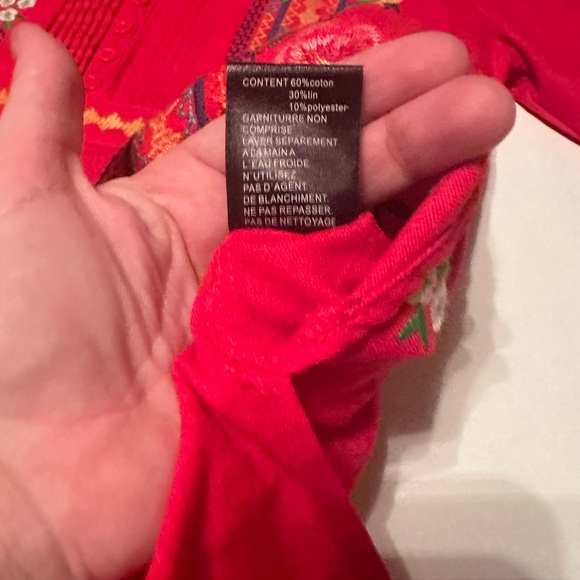 CONTENT 60%coton
30%lin
10%polyester
GARNITURRE NON
COMPRISE
LAVER SEPAREMENT
A LA MAIN A
L'EAU FROIDE
N'UTILISEZ
PAS D'AGENT
DE BLANCHIMENT.
NE PAS REPASSER.
PAS DE NETTOYAGE